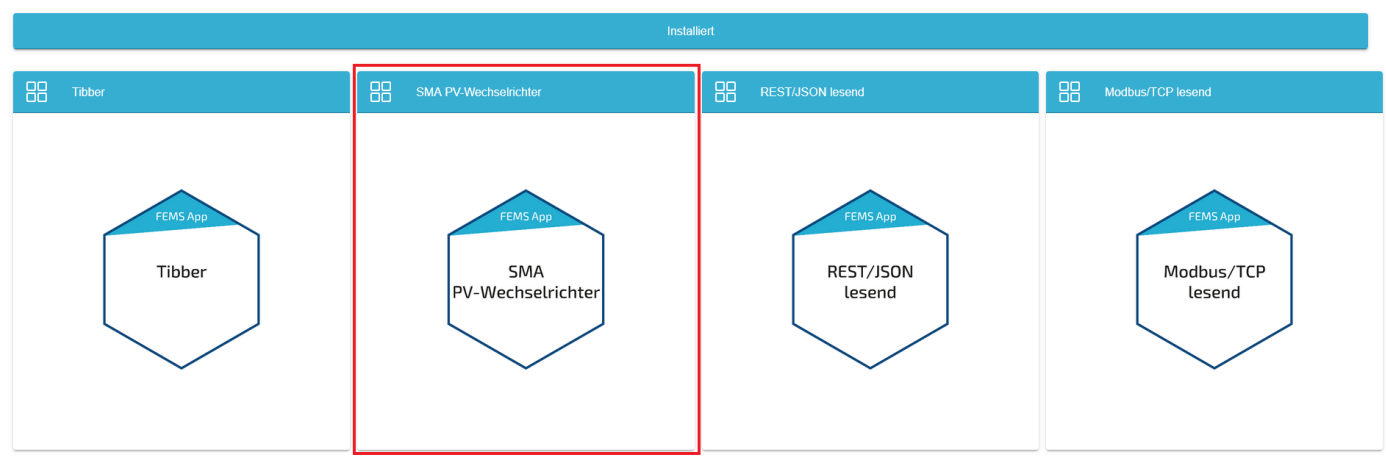 Installiert
Tibber
SMA PV-Wechselrichter
REST/JSON lesend
Modbus/TCP lesend
FEMS App
Tibber
FEMS App
SMA
PV-Wechselrichter
FEMS App
REST/JSON
lesend
FEMS App
Modbus/TCP
lesend